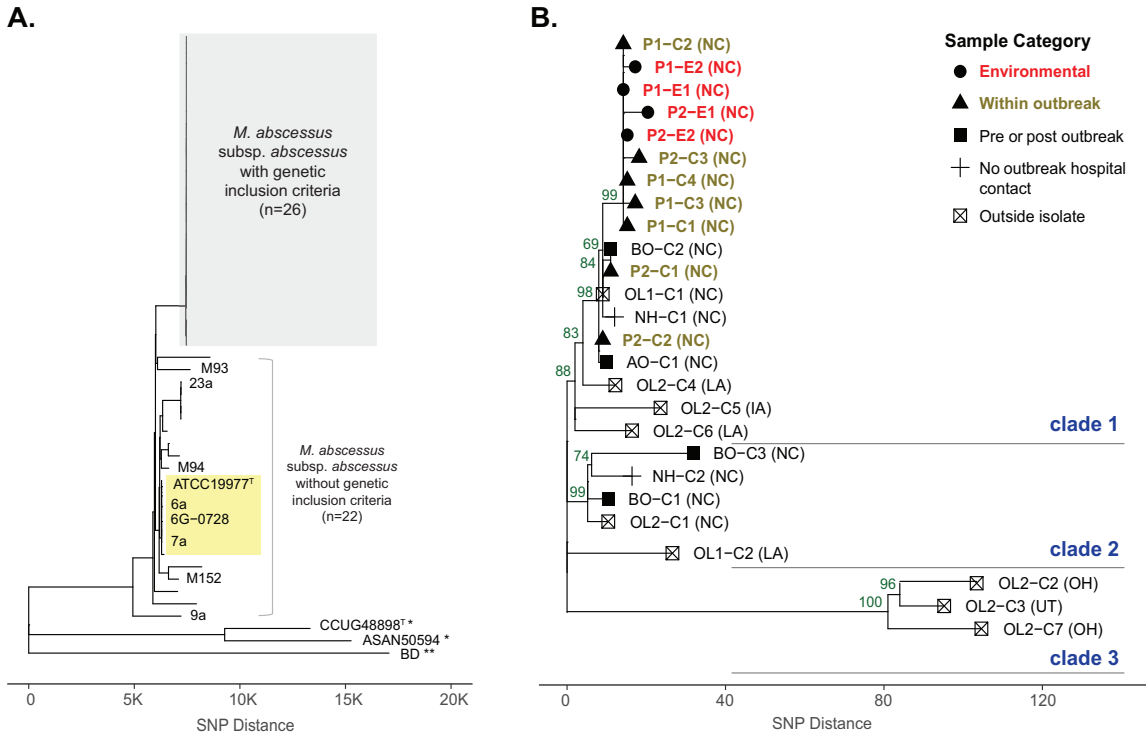 A.
M. abscessus
subsp. abscessus
with genetic
inclusion criteria
(n=26)
M93
23a
M94
ATCC19977ᵀ
6a
6G−0728
7a
M152
9a
M. abscessus
subsp. abscessus
without genetic
inclusion criteria
(n=22)
CCUG48898ᵀ *
ASAN50594 *
BD **
0 5K 10K 15K 20K
SNP Distance
B.
P1−C2 (NC)
P1−E2 (NC)
P1−E1 (NC)
P2−E1 (NC)
P2−E2 (NC)
P2−C3 (NC)
P1−C4 (NC)
P1−C3 (NC)
99
P1−C1 (NC)
69
BO−C2 (NC)
84
P2−C1 (NC)
98
OL1−C1 (NC)
NH−C1 (NC)
83
P2−C2 (NC)
AO−C1 (NC)
88
OL2−C4 (LA)
OL2−C5 (IA)
OL2−C6 (LA)
clade 1
74
BO−C3 (NC)
NH−C2 (NC)
99
BO−C1 (NC)
OL2−C1 (NC)
OL1−C2 (LA)
clade 2
96
OL2−C2 (OH)
100
OL2−C3 (UT)
OL2−C7 (OH)
clade 3
0 40 80 120
SNP Distance
Sample Category
Environmental
Within outbreak
Pre or post outbreak
No outbreak hospital
contact
Outside isolate